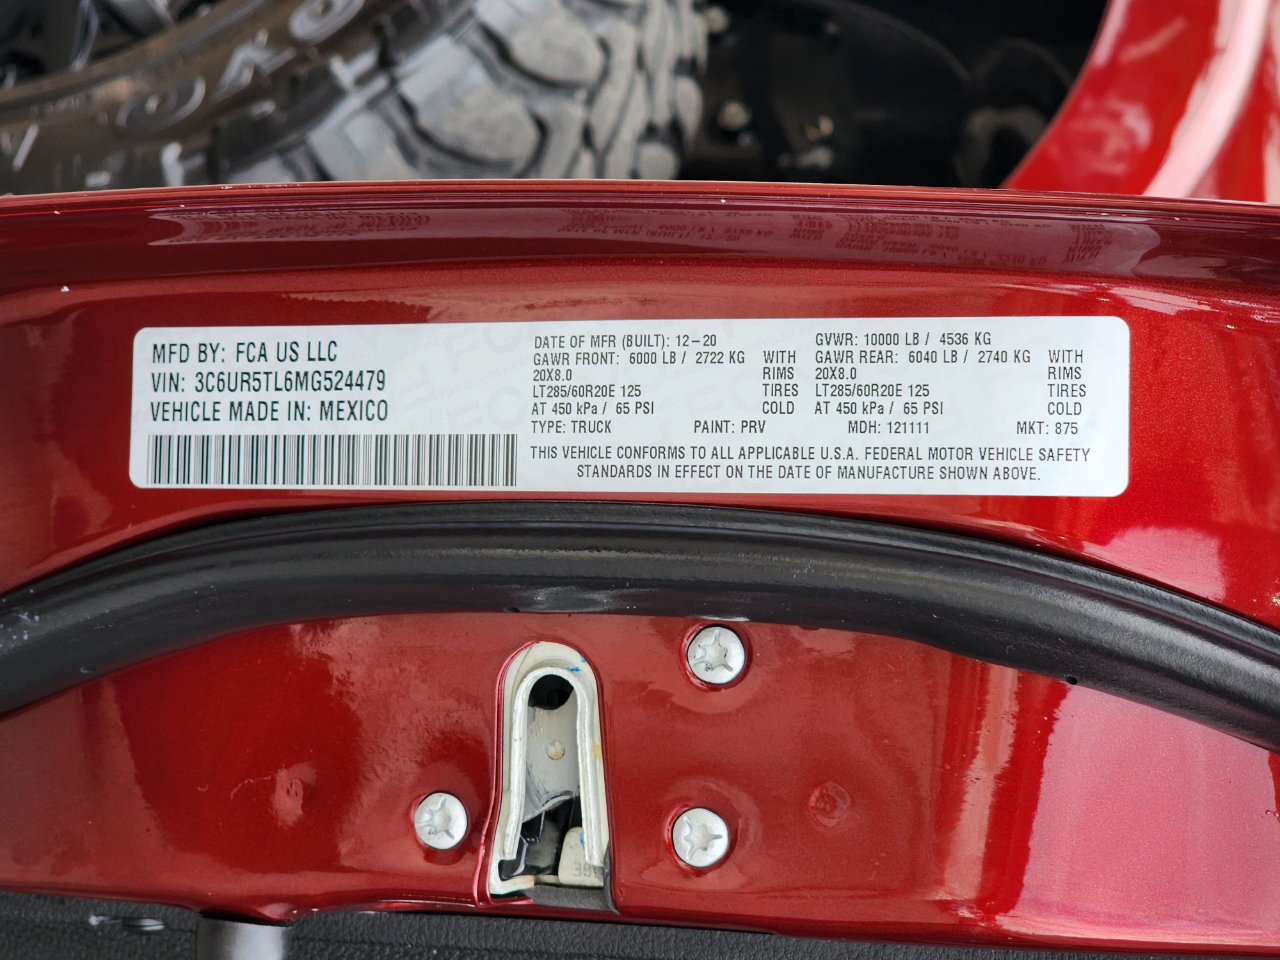 MFD BY: FCA US LLC
VIN: 3C6UR5TL6MG524479
VEHICLE MADE IN: MEXICO
DATE OF MFR (BUILT): 12-20
GAWR FRONT: 6000 LB / 2722 KG WITH
20X8.0 RIMS
LT285/60R20E 125 TIRES
AT 450 kPa / 65 PSI COLD
GVWR: 10000 LB / 4536 KG
GAWR REAR: 6040 LB / 2740 KG WITH
20X8.0 RIMS
LT285/60R20E 125 TIRES
AT 450 kPa / 65 PSI COLD
TYPE: TRUCK PAINT: PRV MDH: 121111 MKT: 875
THIS VEHICLE CONFORMS TO ALL APPLICABLE U.S.A. FEDERAL MOTOR VEHICLE SAFETY
STANDARDS IN EFFECT ON THE DATE OF MANUFACTURE SHOWN ABOVE.